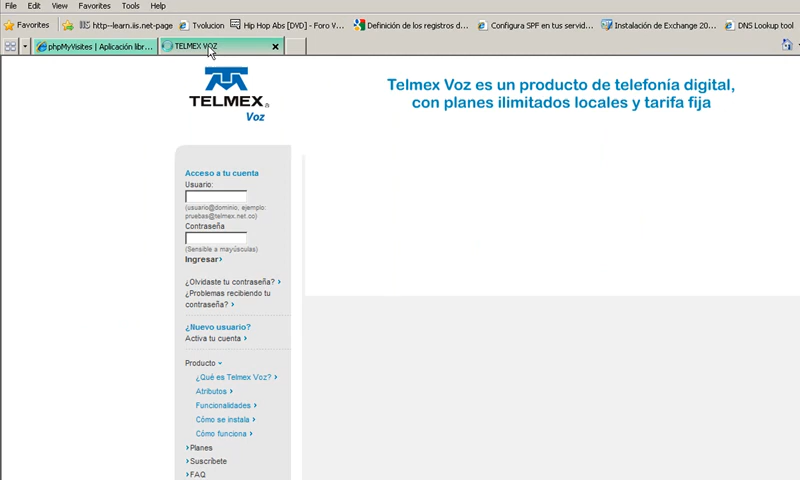 File Edit View Favorites Tools Help
Favorites http--learn.iis.net-page Tvolucion Hip Hop Abs [DVD] - Foro V... Definición de los registros d... Configura SPF en tus servid... Instalación de Exchange 20... DNS Lookup tool
phpMyVisites | Aplicación libr... TELMEX VOZ
TELMEX
Voz
Telmex Voz es un producto de telefonía digital,
con planes ilimitados locales y tarifa fija
Acceso a tu cuenta
Usuario:
(usuario@dominio, ejemplo:
pruebas@telmex.net.co)
Contraseña
(Sensible a mayúsculas)
Ingresar
¿Olvidaste tu contraseña?
¿Problemas recibiendo tu
contraseña?
¿Nuevo usuario?
Activa tu cuenta
Producto
¿Qué es Telmex Voz?
Atributos
Funcionalidades
Cómo se instala
Cómo funciona
Planes
Suscríbete
FAQ